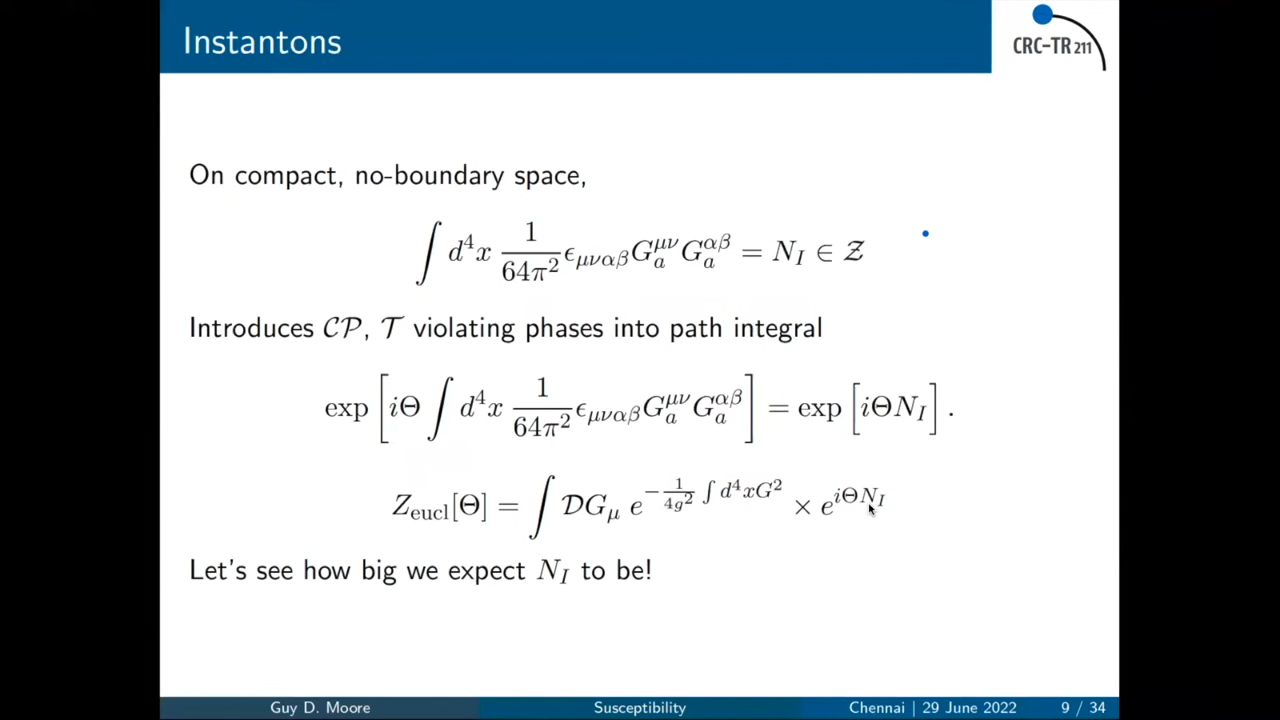 Instantons
CRC-TR 211
On compact, no-boundary space,
∫ d⁴x 1/(64π²) ϵ_{μναβ} G_a^{μν} G_a^{αβ} = N_I ∈ 𝒵
Introduces 𝒞𝒫, 𝒯 violating phases into path integral
exp [ iΘ ∫ d⁴x 1/(64π²) ϵ_{μναβ} G_a^{μν} G_a^{αβ} ] = exp [ iΘN_I ] .
Z_{eucl}[Θ] = ∫ 𝒟G_μ e^{−1/(4g²) ∫ d⁴xG²} × e^{iΘN_I}
Let's see how big we expect N_I to be!
Guy D. Moore Susceptibility Chennai | 29 June 2022 9 / 34